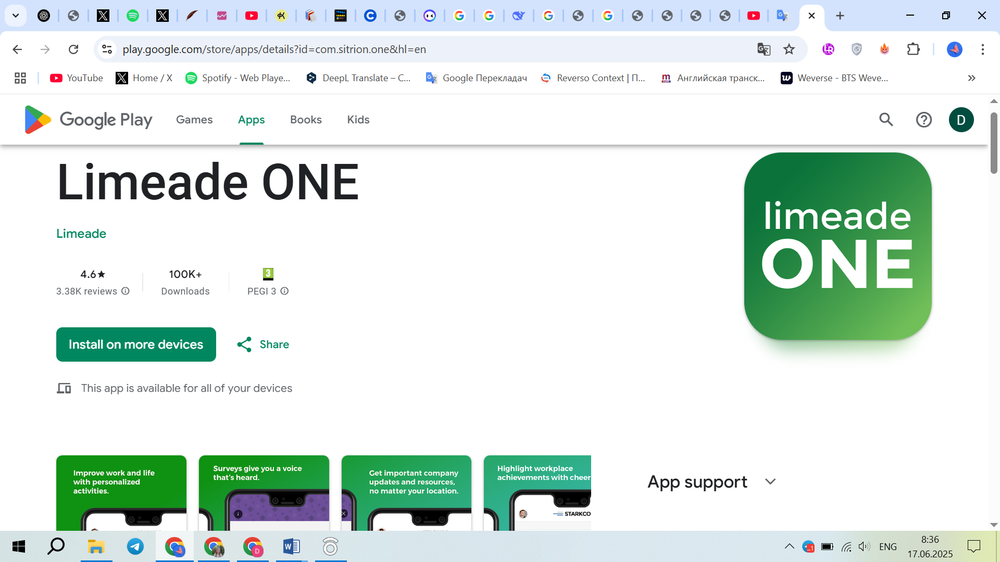 play.google.com/store/apps/details?id=com.sitrion.one&hl=en
YouTube
Home / X
Spotify - Web Playe...
DeepL Translate – C...
Google Перекладач
Reverso Context | П...
Английская транск...
Weverse - BTS Weve...
Google Play
Games
Apps
Books
Kids
D
Limeade ONE
Limeade
4.6★
3.38K reviews
100K+
Downloads
3
PEGI 3
Install on more devices
Share
This app is available for all of your devices
limeade
ONE
Improve work and life
with personalized
activities.
Surveys give you a voice
that's heard.
Get important company
updates and resources,
no matter your location.
Highlight workplace
achievements with cheer
STARKCO
App support
ENG
8:36
17.06.2025